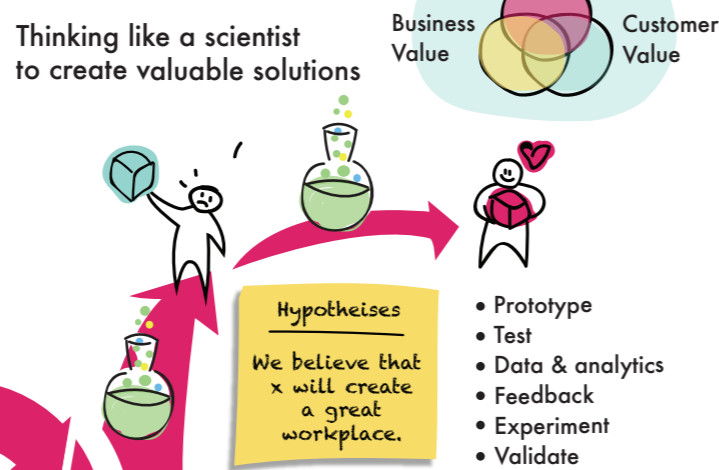 Thinking like a scientist
to create valuable solutions
Business
Value
Customer
Value
Hypotheises
We believe that
x will create
a great
workplace.
• Prototype
• Test
• Data & analytics
• Feedback
• Experiment
• Validate